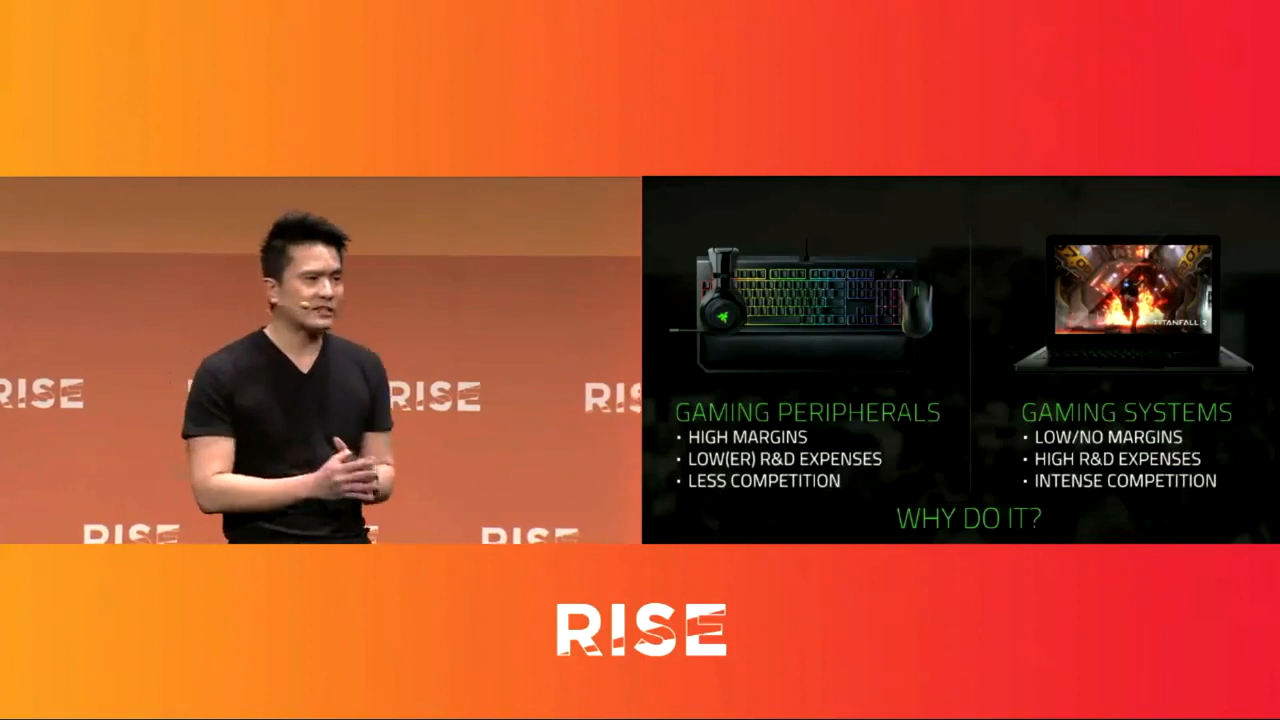 RISE
RISE
RIS
RISE
RISE
TITANFALL 2
GAMING PERIPHERALS
• HIGH MARGINS
• LOW(ER) R&D EXPENSES
• LESS COMPETITION
GAMING SYSTEMS
• LOW/NO MARGINS
• HIGH R&D EXPENSES
• INTENSE COMPETITION
WHY DO IT?
RISE